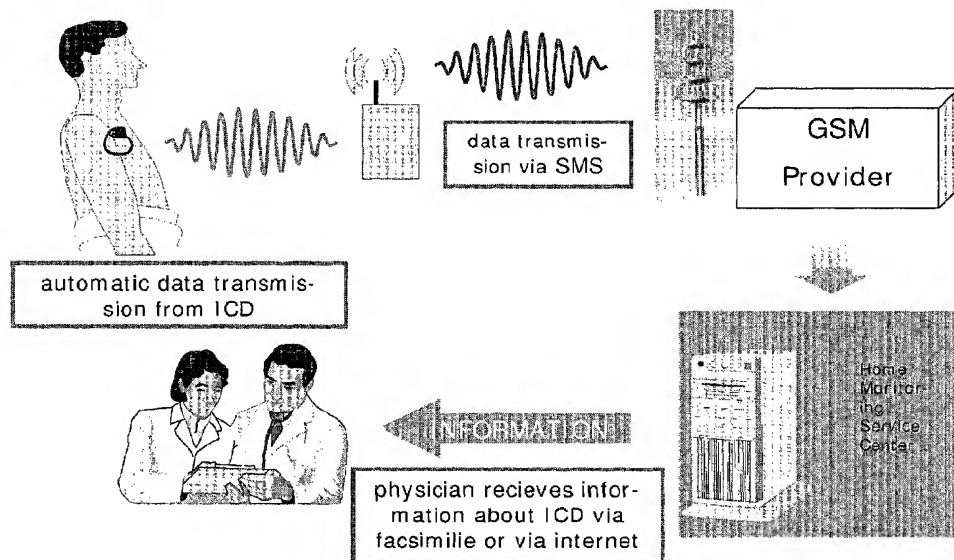 data transmis-
sion via SMS
GSM
Provider
automatic data transmis-
sion from ICD
Home
Monitor-
ing
Service
Center
INFORMATION
physician recieves infor-
mation about ICD via
facsimilie or via internet